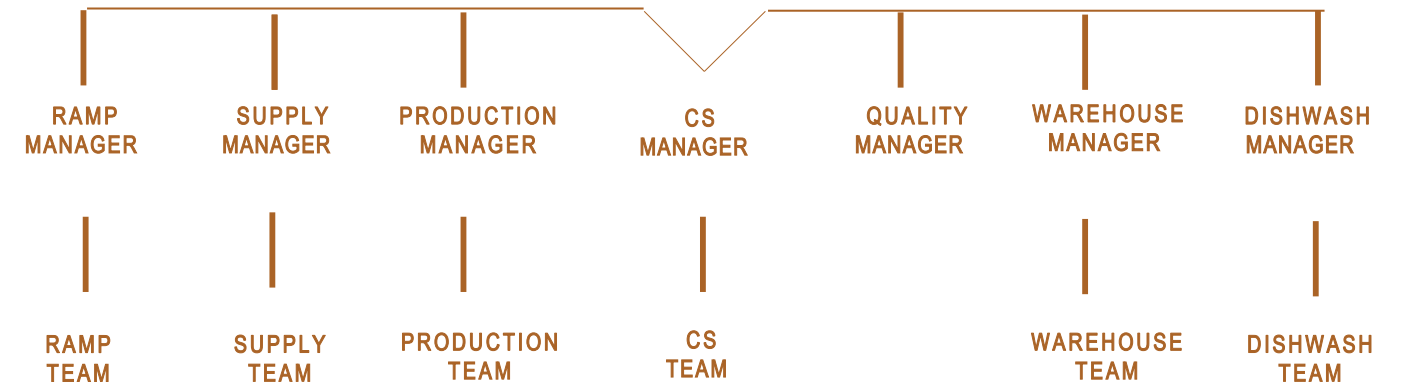 RAMP
MANAGER
SUPPLY
MANAGER
PRODUCTION
MANAGER
CS
MANAGER
QUALITY
MANAGER
WAREHOUSE
MANAGER
DISHWASH
MANAGER
RAMP
TEAM
SUPPLY
TEAM
PRODUCTION
TEAM
CS
TEAM
WAREHOUSE
TEAM
DISHWASH
TEAM